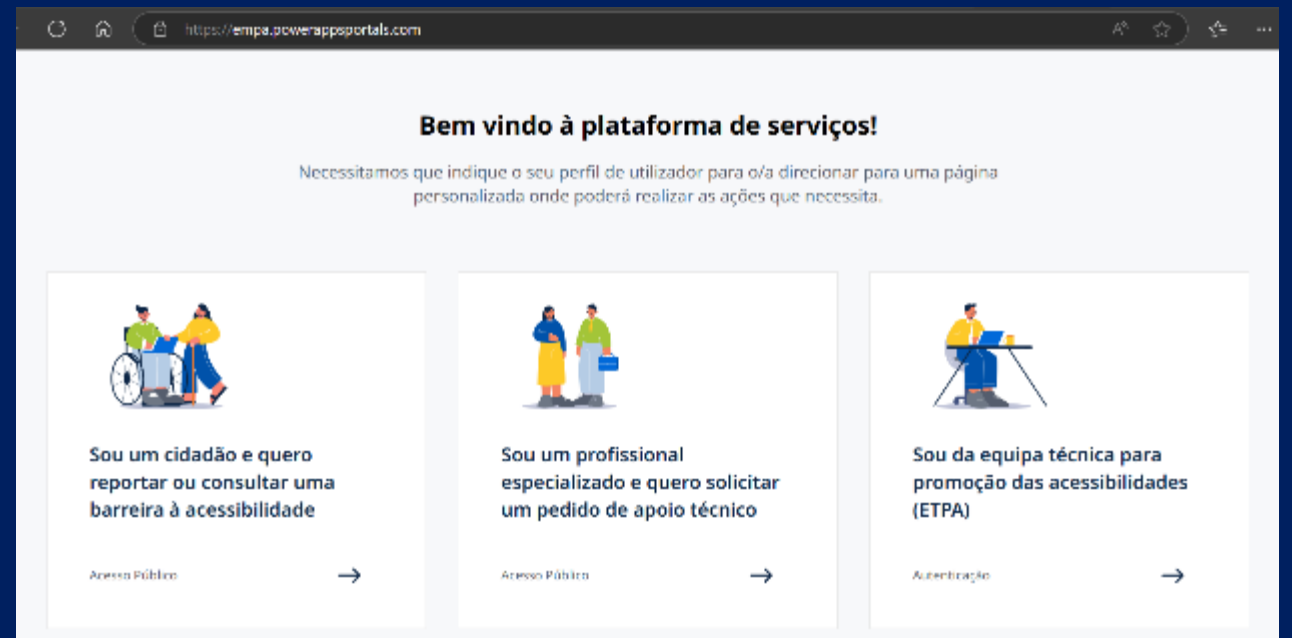 https://empa.powerappsportals.com
Bem vindo à plataforma de serviços!
Necessitamos que indique o seu perfil de utilizador para o/a direcionar para uma página
personalizada onde poderá realizar as ações que necessita.
Sou um cidadão e quero
reportar ou consultar uma
barreira à acessibilidade
Acesso Público
Sou um profissional
especializado e quero solicitar
um pedido de apoio técnico
Acesso Público
Sou da equipa técnica para
promoção das acessibilidades
(ETPA)
Autenticação